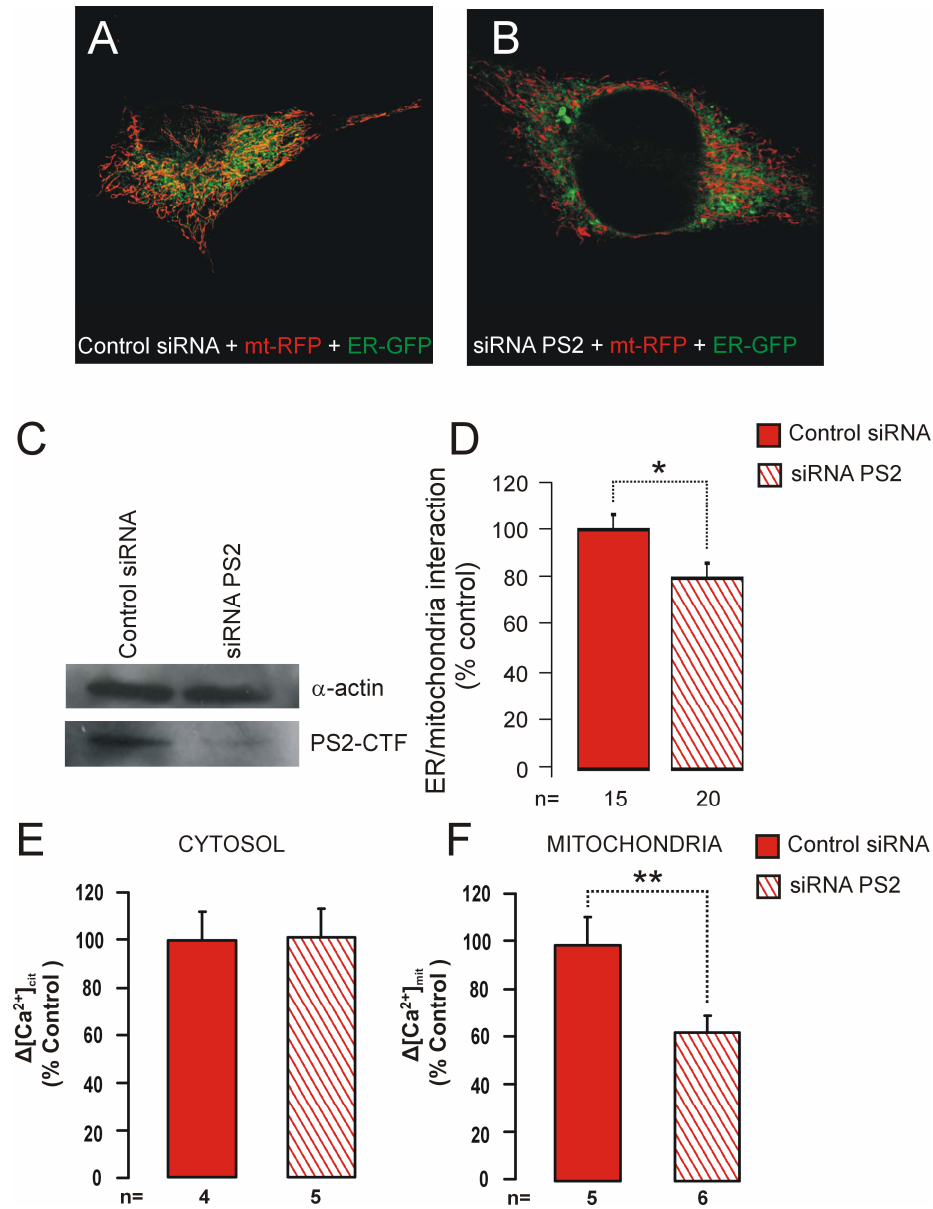 A
Control siRNA + mt-RFP + ER-GFP
B
siRNA PS2 + mt-RFP + ER-GFP
C
Control siRNA
siRNA PS2
α-actin
PS2-CTF
D
Control siRNA
siRNA PS2
ER/mitochondria interaction
(% control)
120
100
80
60
40
20
0
*
n= 15 20
E
CYTOSOL
Δ[Ca²⁺]cit
(% Control )
120
100
80
60
40
20
0
n= 4 5
F
MITOCHONDRIA
Control siRNA
siRNA PS2
Δ[Ca²⁺]mit
(% Control )
120
100
80
60
40
20
0
**
n= 5 6